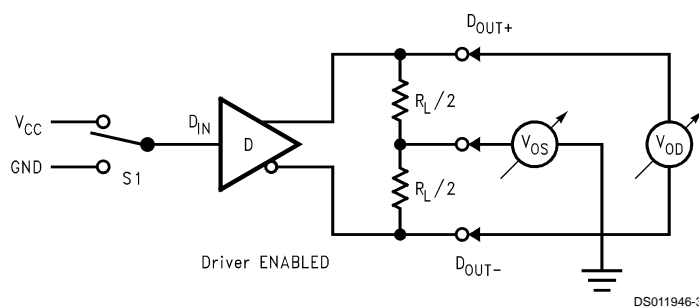 DOUT+
VCC
GND
S1
DIN
D
RL/2
RL/2
VOS
VOD
DOUT−
Driver ENABLED
DS011946-3